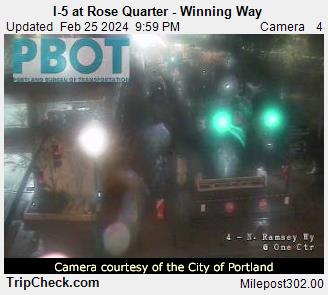 I-5 at Rose Quarter - Winning Way
Updated Feb 25 2024 9:59 PM Camera 4
PBOT
PORTLAND BUREAU OF TRANSPORTATION
4 - N. Ramsey Wy
@ One Ctr
Camera courtesy of the City of Portland
TripCheck.com Milepost302.00